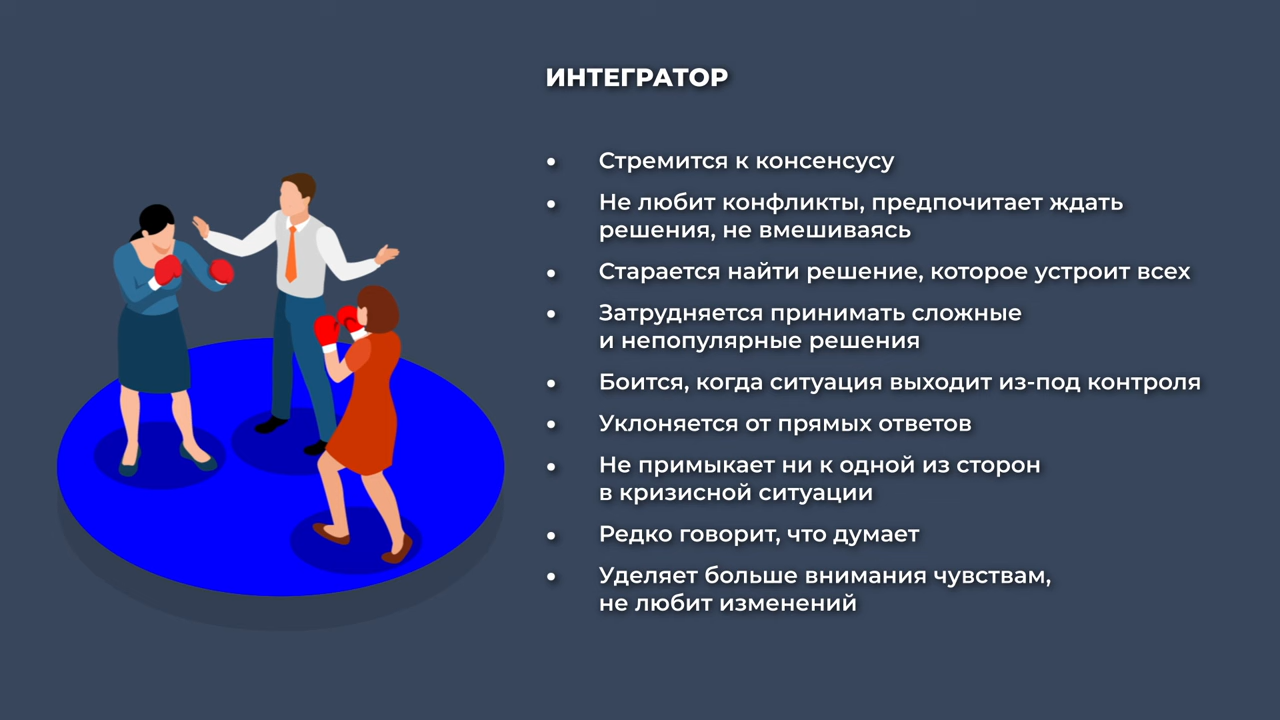 ИНТЕГРАТОР
• Стремится к консенсусу
• Не любит конфликты, предпочитает ждать
решения, не вмешиваясь
• Старается найти решение, которое устроит всех
• Затрудняется принимать сложные
и непопулярные решения
• Боится, когда ситуация выходит из-под контроля
• Уклоняется от прямых ответов
• Не примыкает ни к одной из сторон
в кризисной ситуации
• Редко говорит, что думает
• Уделяет больше внимания чувствам,
не любит изменений